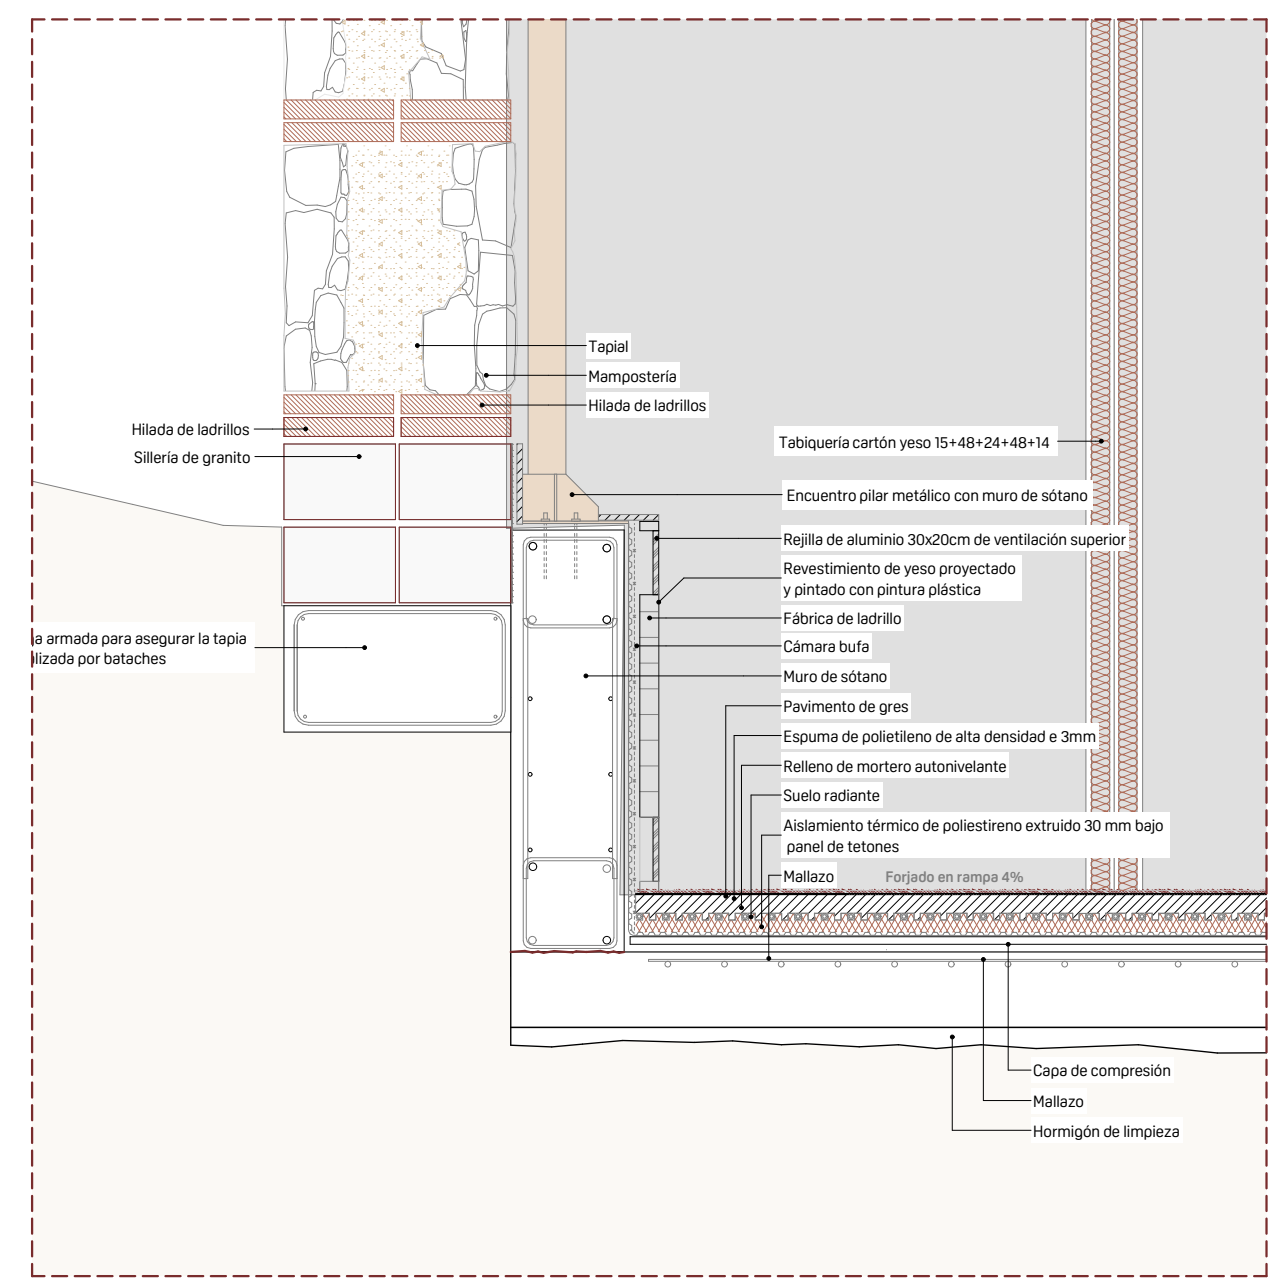 Tapial
Mampostería
Hilada de ladrillos
Hilada de ladrillos
Sillería de granito
Tabiquería cartón yeso 15+48+24+48+14
Encuentro pilar metálico con muro de sótano
Rejilla de aluminio 30x20cm de ventilación superior
Revestimiento de yeso proyectado
y pintado con pintura plástica
Fábrica de ladrillo
a armada para asegurar la tapia
lizada por bataches
Cámara bufa
Muro de sótano
Pavimento de gres
Espuma de polietileno de alta densidad e 3mm
Relleno de mortero autonivelante
Suelo radiante
Aislamiento térmico de poliestireno extruido 30 mm bajo
panel de tetones
Mallazo
Forjado en rampa 4%
Capa de compresión
Mallazo
Hormigón de limpieza